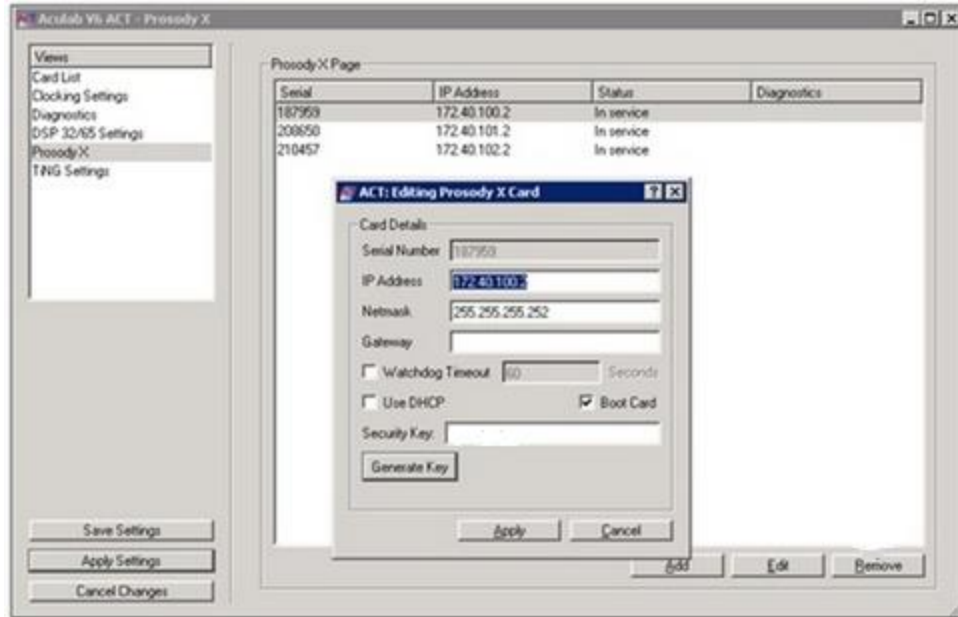 Aculab V6 ACT - Prosody X
Views
Card List
Clocking Settings
Diagnostics
DSP 32/65 Settings
Prosody X
TiNG Settings
Prosody X Page
Serial IP Address Status Diagnostics
187959 172.40.100.2 In service
208650 172.40.101.2 In service
210457 172.40.102.2 In service
ACT: Editing Prosody X Card
Card Details
Serial Number 187959
IP Address 172.40.100.2
Netmask 255.255.255.252
Gateway
Watchdog Timeout 60 Seconds
Use DHCP Boot Card
Security Key:
Generate Key
Apply Cancel
Save Settings
Apply Settings
Cancel Changes
Add Edit Remove